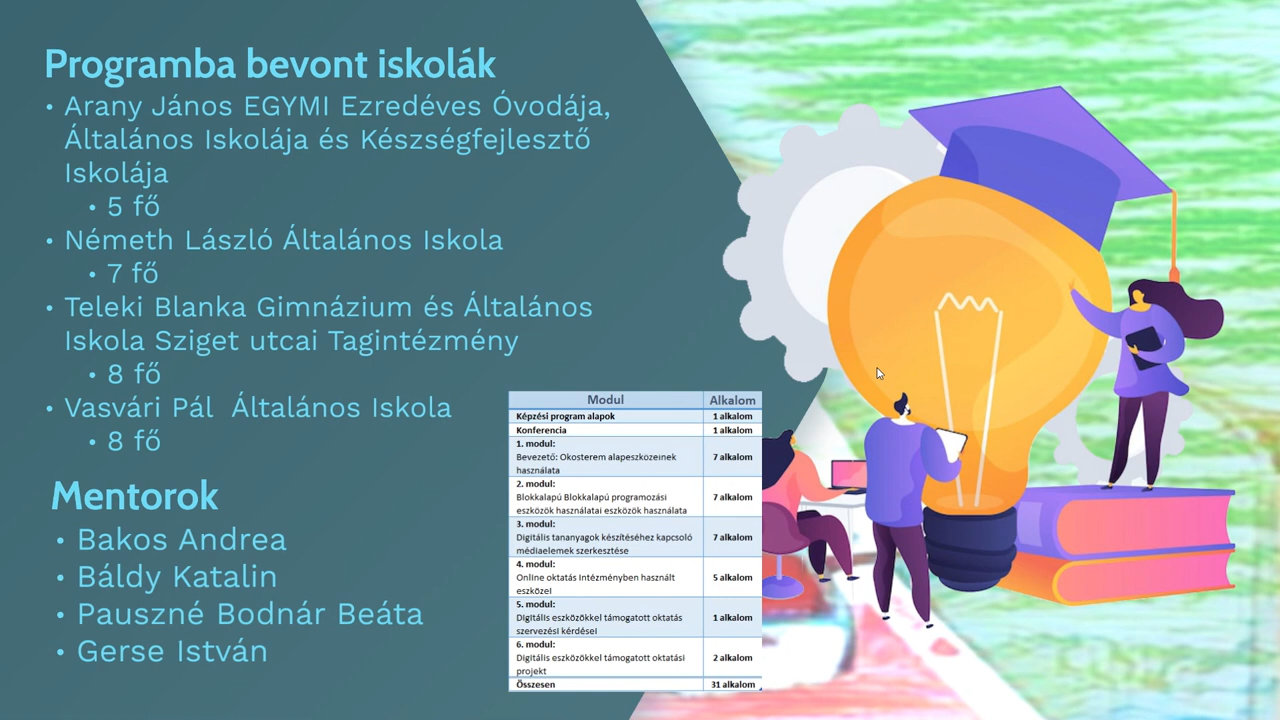 Programba bevont iskolák
• Arany János EGYMI Ezredéves Óvodája,
Általános Iskolája és Készségfejlesztő
Iskolája
• 5 fő
• Németh László Általános Iskola
• 7 fő
• Teleki Blanka Gimnázium és Általános
Iskola Sziget utcai Tagintézmény
• 8 fő
• Vasvári Pál  Általános Iskola
• 8 fő
Mentorok
• Bakos Andrea
• Báldy Katalin
• Pauszné Bodnár Beáta
• Gerse István
Modul Alkalom
Képzési program alapok 1 alkalom
Konferencia 1 alkalom
1. modul:
Bevezető: Okosterem alapeszközeinek 7 alkalom
használata
2. modul:
Blokkalapú Blokkalapú programozási 7 alkalom
eszközök használatai eszközök használata
3. modul:
Digitális tananyagok készítéséhez kapcsoló 7 alkalom
médiaelemek szerkesztése
4. modul:
Online oktatás intézményben használt 5 alkalom
eszközei
5. modul:
Digitális eszközökkel támogatott oktatás 1 alkalom
szervezési kérdései
6. modul:
Digitális eszközökkel támogatott oktatási 2 alkalom
projekt
Összesen 31 alkalom